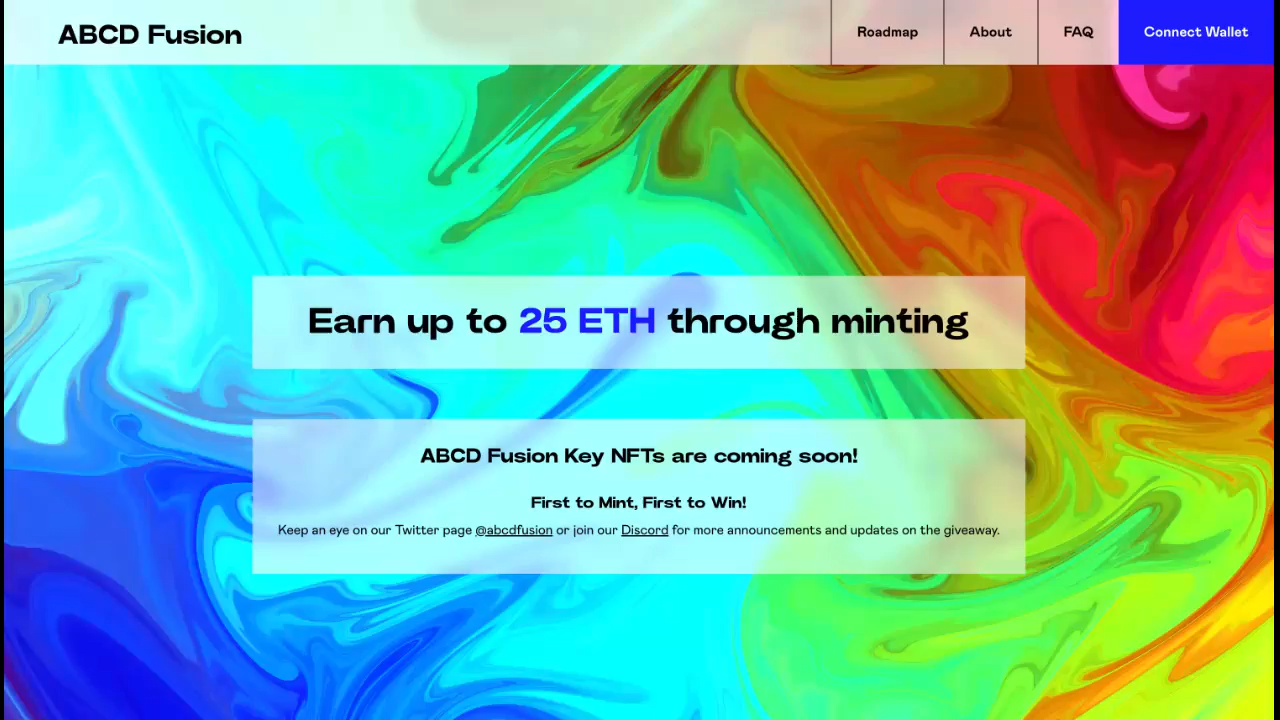 ABCD Fusion
Roadmap
About
FAQ
Connect Wallet
Earn up to 25 ETH through minting
ABCD Fusion Key NFTs are coming soon!
First to Mint, First to Win!
Keep an eye on our Twitter page @abcdfusion or join our Discord for more announcements and updates on the giveaway.